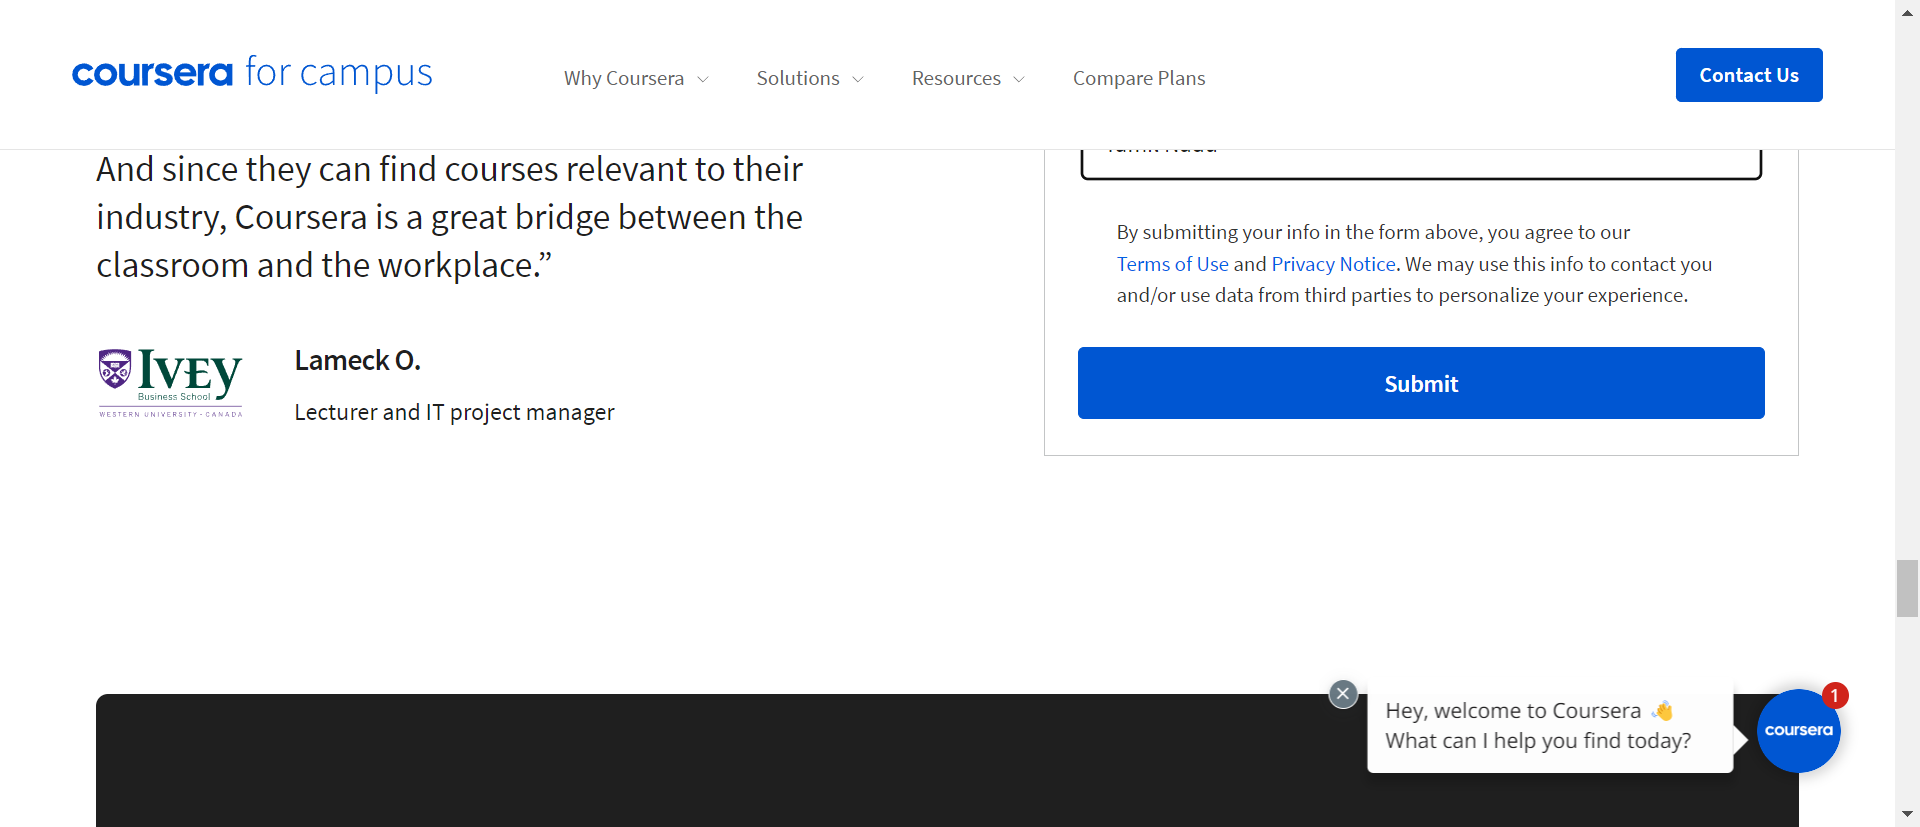 coursera for campus
Why Coursera
Solutions
Resources
Compare Plans
Contact Us
And since they can find courses relevant to their
industry, Coursera is a great bridge between the
classroom and the workplace.”
IVEY
Business School
WESTERN UNIVERSITY · CANADA
Lameck O.
Lecturer and IT project manager
By submitting your info in the form above, you agree to our
Terms of Use and Privacy Notice. We may use this info to contact you
and/or use data from third parties to personalize your experience.
Submit
Hey, welcome to Coursera 👋
What can I help you find today?
coursera
1